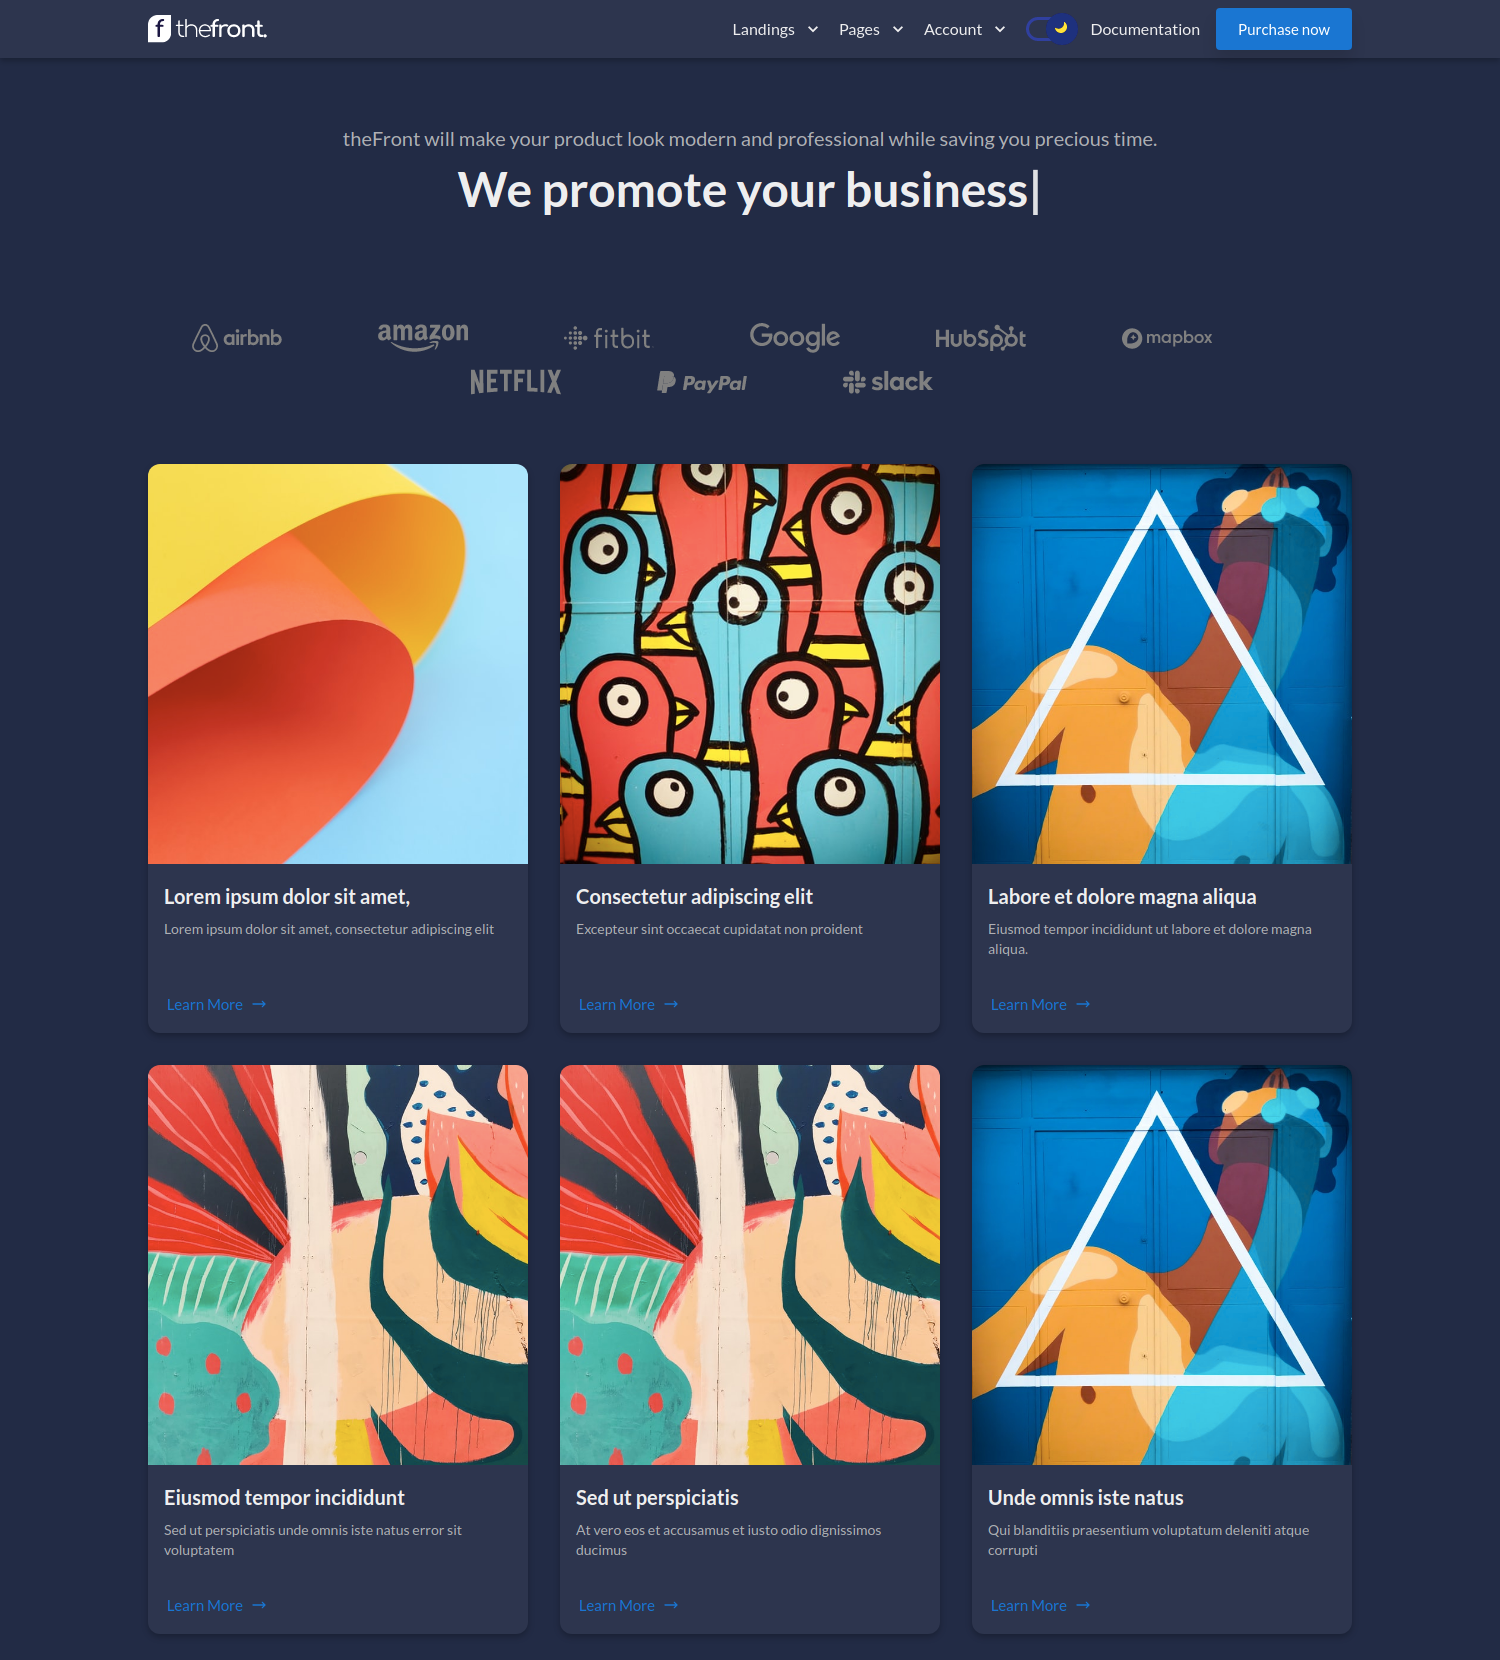 thefront.
Landings
Pages
Account
Documentation
Purchase now
theFront will make your product look modern and professional while saving you precious time.
We promote your business|
airbnb
amazon
fitbit
Google
HubSpot
mapbox
NETFLIX
PayPal
slack
Lorem ipsum dolor sit amet,
Lorem ipsum dolor sit amet, consectetur adipiscing elit
Learn More
Consectetur adipiscing elit
Excepteur sint occaecat cupidatat non proident
Learn More
Labore et dolore magna aliqua
Eiusmod tempor incididunt ut labore et dolore magna
aliqua.
Learn More
Eiusmod tempor incididunt
Sed ut perspiciatis unde omnis iste natus error sit
voluptatem
Learn More
Sed ut perspiciatis
At vero eos et accusamus et iusto odio dignissimos
ducimus
Learn More
Unde omnis iste natus
Qui blanditiis praesentium voluptatum deleniti atque
corrupti
Learn More